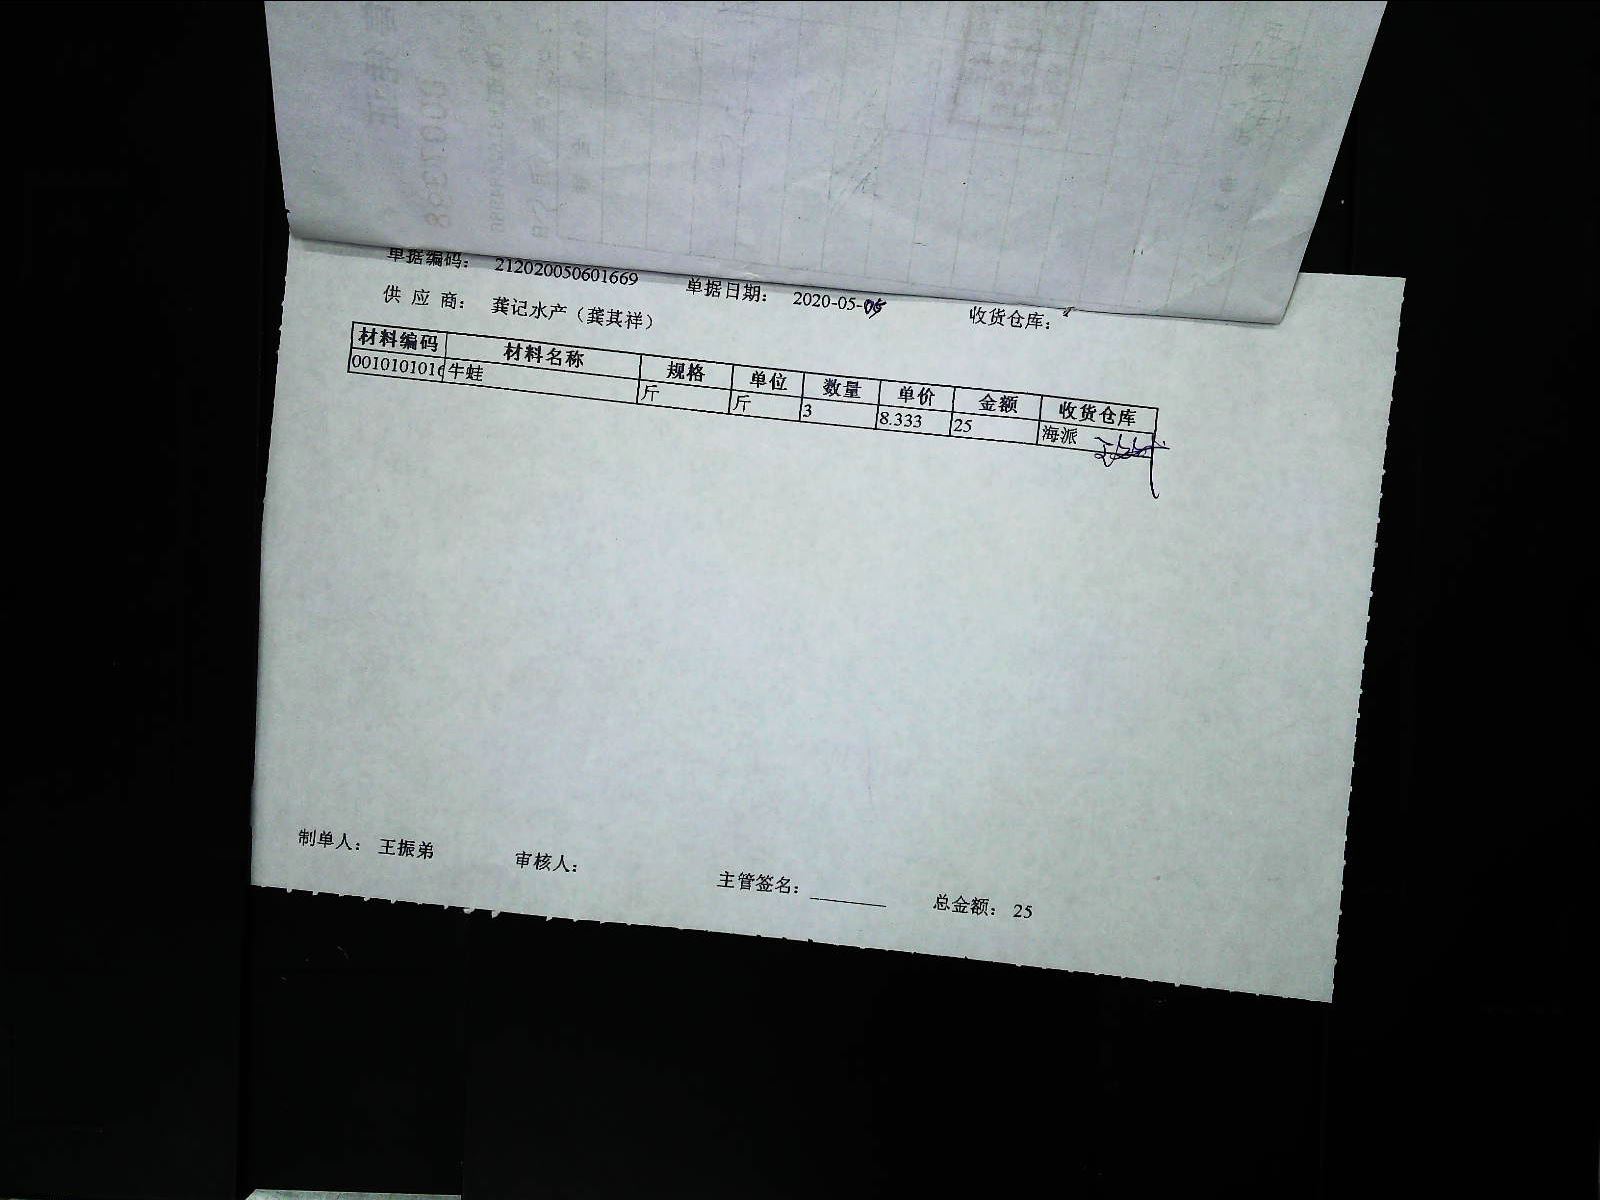 单据编码： 212020050601669 单据日期： 2020-05-05 收货仓库：
供 应 商： 龚记水产（龚其祥）
材料编码 材料名称 规格 单位 数量 单价 金额 收货仓库
0010101016 牛蛙 斤 斤 3 8.333 25 海派
制单人： 王振弟 审核人： 主管签名： 总金额： 25